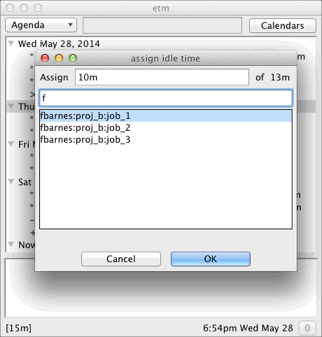 etm
Agenda
Calendars
Wed May 28, 2014
assign idle time
Assign 10m of 13m
f
fbarnes:proj_b:job_1
fbarnes:proj_b:job_2
fbarnes:proj_b:job_3
Thu
Fri M
Sat
Now
Cancel OK
[15m] 6:54pm Wed May 28 0